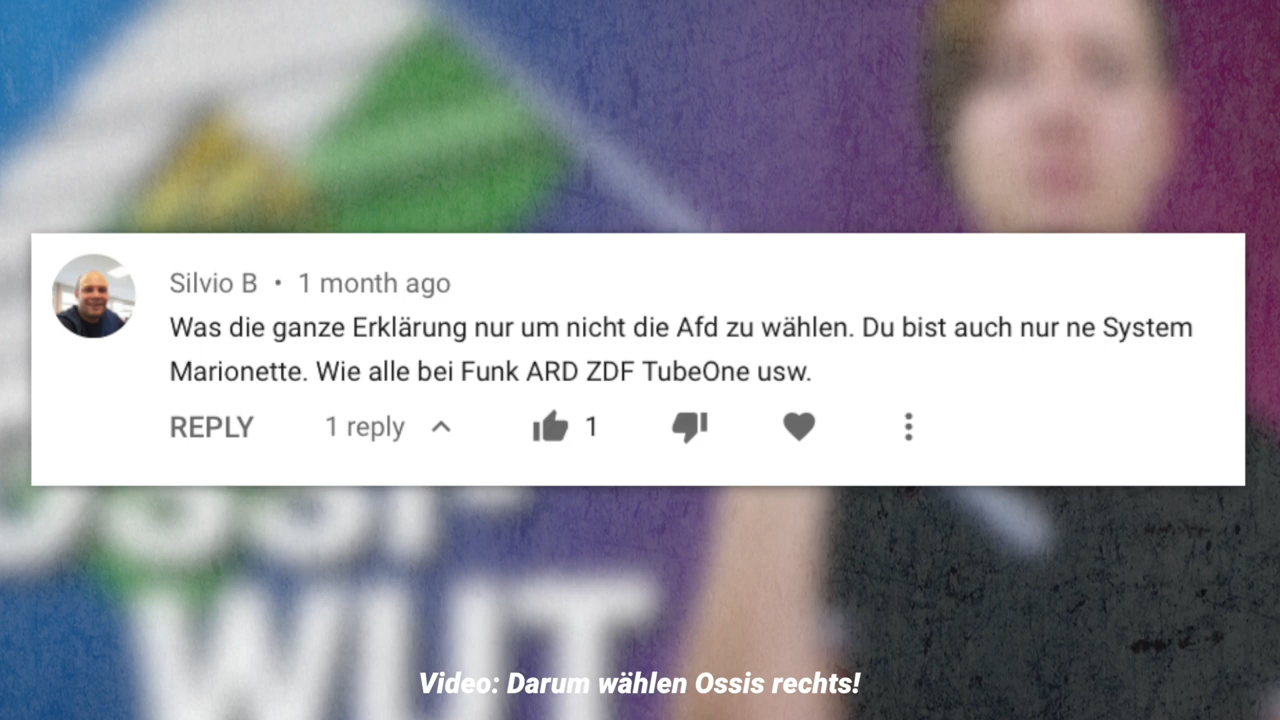 Silvio B • 1 month ago
Was die ganze Erklärung nur um nicht die Afd zu wählen. Du bist auch nur ne System
Marionette. Wie alle bei Funk ARD ZDF TubeOne usw.
REPLY 1 reply 1
WUT
Video: Darum wählen Ossis rechts!